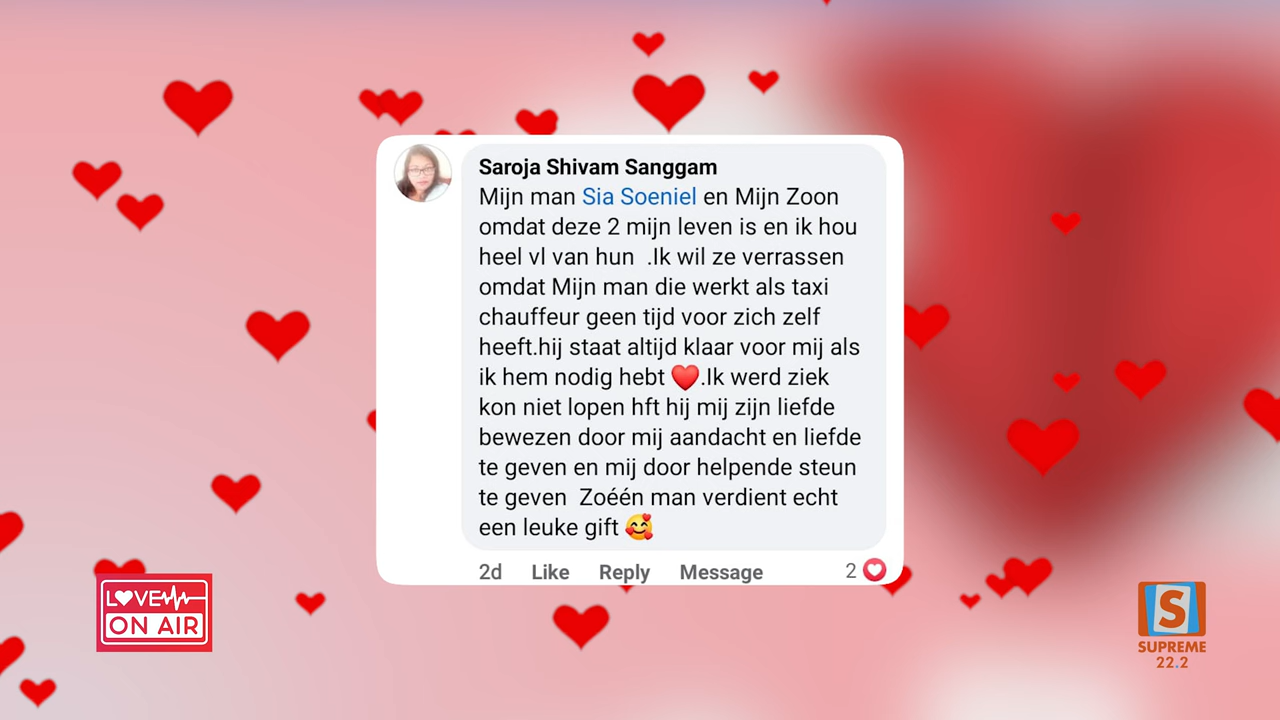 Saroja Shivam Sanggam
Mijn man Sia Soeniel en Mijn Zoon
omdat deze 2 mijn leven is en ik hou
heel vl van hun  .Ik wil ze verrassen
omdat Mijn man die werkt als taxi
chauffeur geen tijd voor zich zelf
heeft.hij staat altijd klaar voor mij als
ik hem nodig hebt ❤️.Ik werd ziek
kon niet lopen hft hij mij zijn liefde
bewezen door mij aandacht en liefde
te geven en mij door helpende steun
te geven  Zoéén man verdient echt
een leuke gift 🥰
2d Like Reply Message 2
LOVE
ON AIR
S
SUPREME
22.2